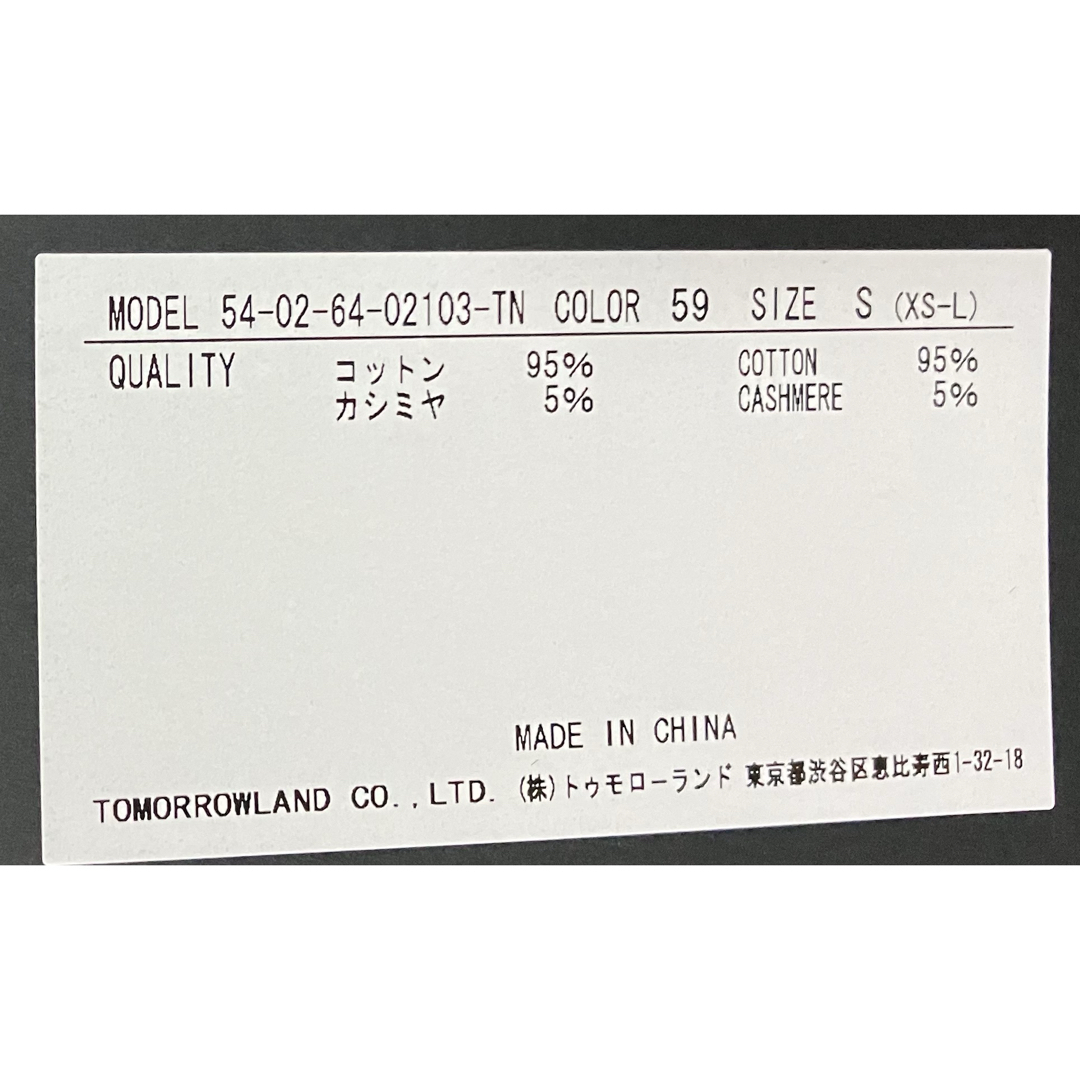 MODEL 54-02-64-02103-TN COLOR 59 SIZE S (XS-L)
QUALITY コットン 95% COTTON 95%
カシミヤ 5% CASHMERE 5%
MADE IN CHINA
TOMORROWLAND CO.,LTD. (株)トゥモローランド 東京都渋谷区恵比寿西1-32-18